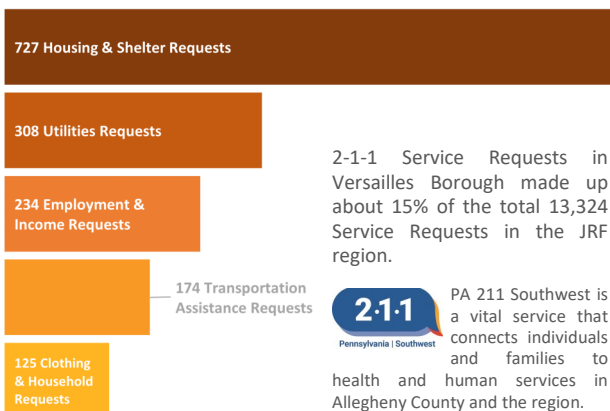 727 Housing & Shelter Requests
308 Utilities Requests
234 Employment &
Income Requests
174 Transportation
Assistance Requests
125 Clothing
& Household
Requests
2-1-1 Service Requests in
Versailles Borough made up
about 15% of the total 13,324
Service Requests in the JRF
region.
2·1·1
Pennsylvania | Southwest
PA 211 Southwest is
a vital service that
connects individuals
and families to
health and human services in
Allegheny County and the region.